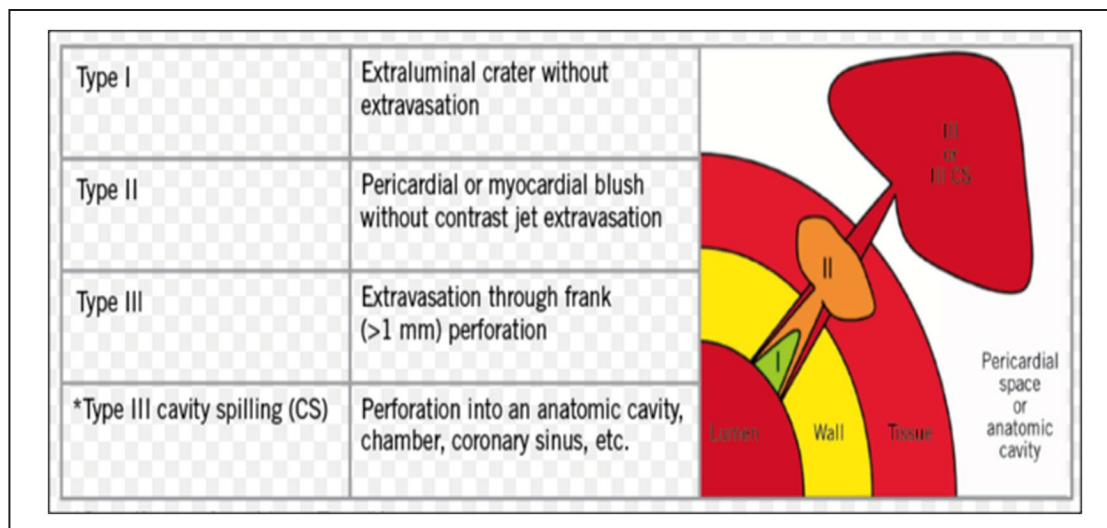 Type I
Extraluminal crater without
extravasation
Type II
Pericardial or myocardial blush
without contrast jet extravasation
Type III
Extravasation through frank
(>1 mm) perforation
*Type III cavity spilling (CS)
Perforation into an anatomic cavity,
chamber, coronary sinus, etc.
III
or
III CS
II
I
Lumen
Wall
Tissue
Pericardial
space
or
anatomic
cavity